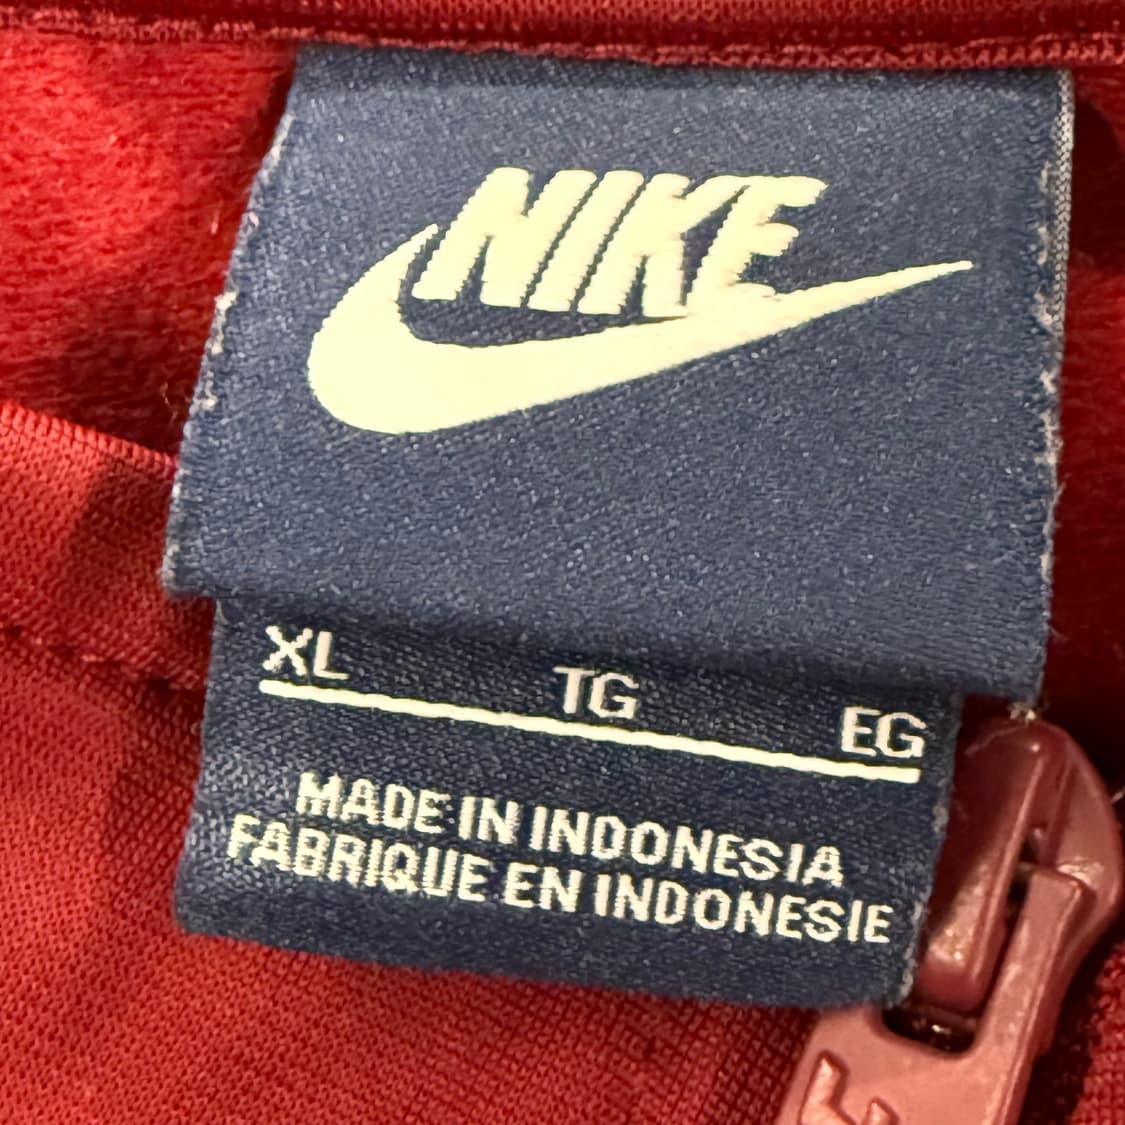 NIKE
XL TG EG
MADE IN INDONESIA
FABRIQUE EN INDONESIE